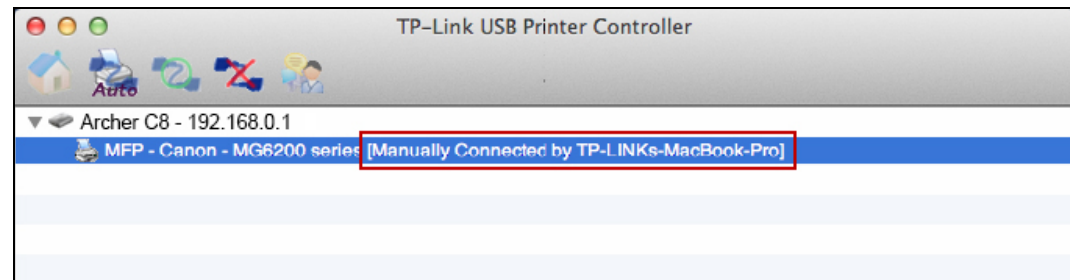 TP-Link USB Printer Controller
Auto
Archer C8 - 192.168.0.1
MFP - Canon - MG6200 series [Manually Connected by TP-LINKs-MacBook-Pro]